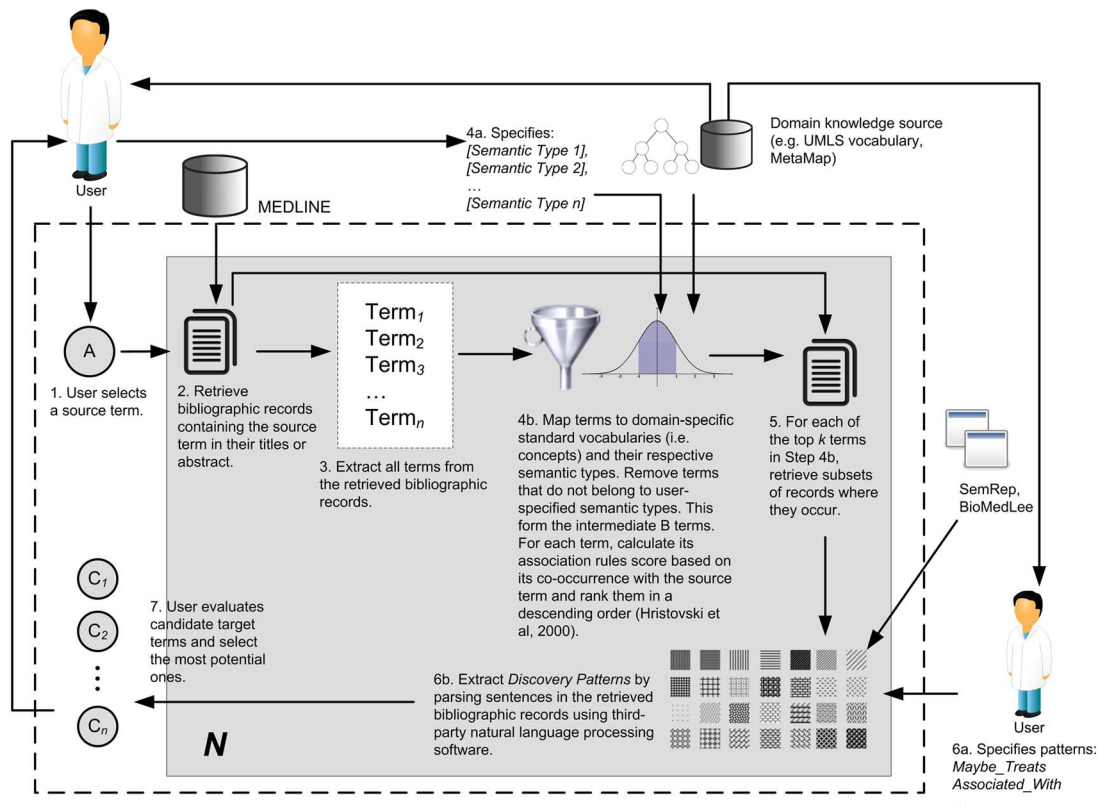 User
MEDLINE
4a. Specifies:
[Semantic Type 1],
[Semantic Type 2],
…
[Semantic Type n]
Domain knowledge source
(e.g. UMLS vocabulary,
MetaMap)
A
1. User selects
a source term.
2. Retrieve
bibliographic records
containing the source
term in their titles or
abstract.
Term1
Term2
Term3
…
Termn
3. Extract all terms from
the retrieved bibliographic
records.
4b. Map terms to domain-specific
standard vocabularies (i.e.
concepts) and their respective
semantic types. Remove terms
that do not belong to user-
specified semantic types. This
form the intermediate B terms.
For each term, calculate its
association rules score based on
its co-occurrence with the source
term and rank them in a
descending order (Hristovski et
al, 2000).
5. For each of
the top k terms
in Step 4b,
retrieve subsets
of records where
they occur.
SemRep,
BioMedLee
User
6a. Specifies patterns:
Maybe_Treats
Associated_With
6b. Extract Discovery Patterns by
parsing sentences in the retrieved
bibliographic records using third-
party natural language processing
software.
7. User evaluates
candidate target
terms and select
the most potential
ones.
C1
C2
Cn
N